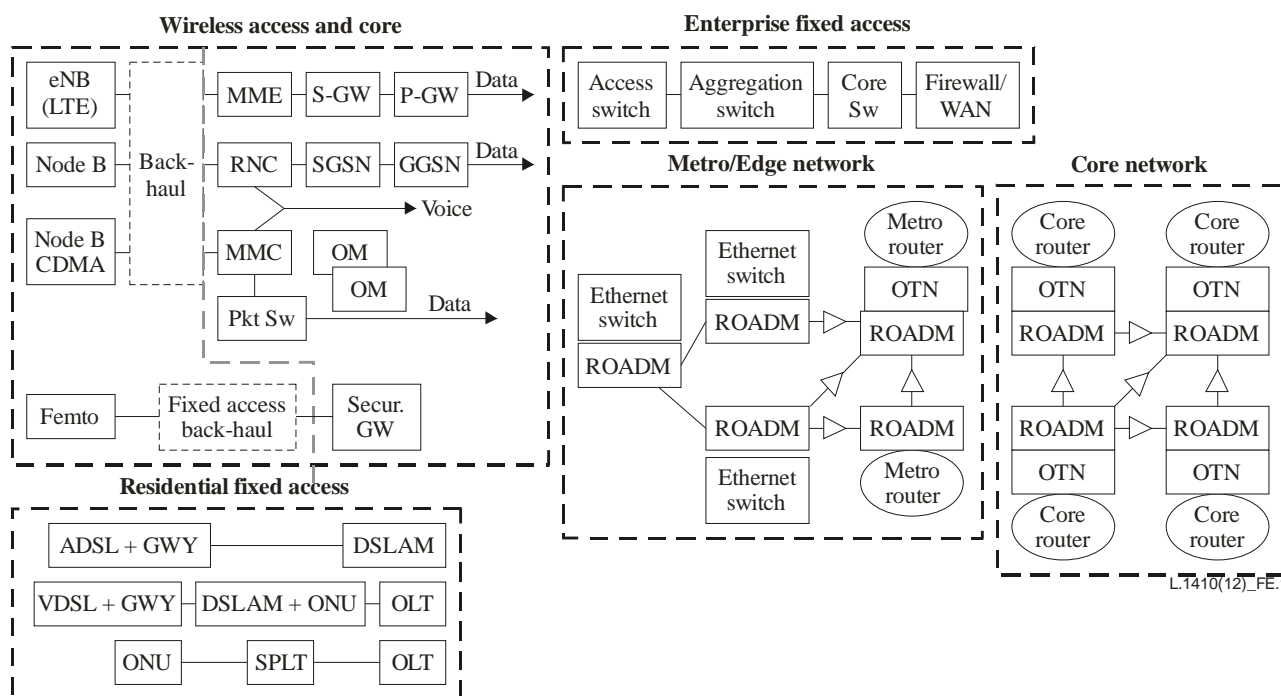 Wireless access and core
eNB
(LTE)
Node B
Node B
CDMA
Back-
haul
MME
S-GW
P-GW
Data
RNC
SGSN
GGSN
Data
Voice
MMC
OM
OM
Pkt Sw
Data
Femto
Fixed access
back-haul
Secur.
GW
Residential fixed access
ADSL + GWY
DSLAM
VDSL + GWY
DSLAM + ONU
OLT
ONU
SPLT
OLT
Enterprise fixed access
Access
switch
Aggregation
switch
Core
Sw
Firewall/
WAN
Metro/Edge network
Ethernet
switch
ROADM
Ethernet
switch
ROADM
Metro
router
OTN
ROADM
ROADM
Ethernet
switch
ROADM
Metro
router
Core network
Core
router
OTN
ROADM
Core
router
OTN
ROADM
ROADM
OTN
Core
router
ROADM
OTN
Core
router
L.1410(12)_FE.